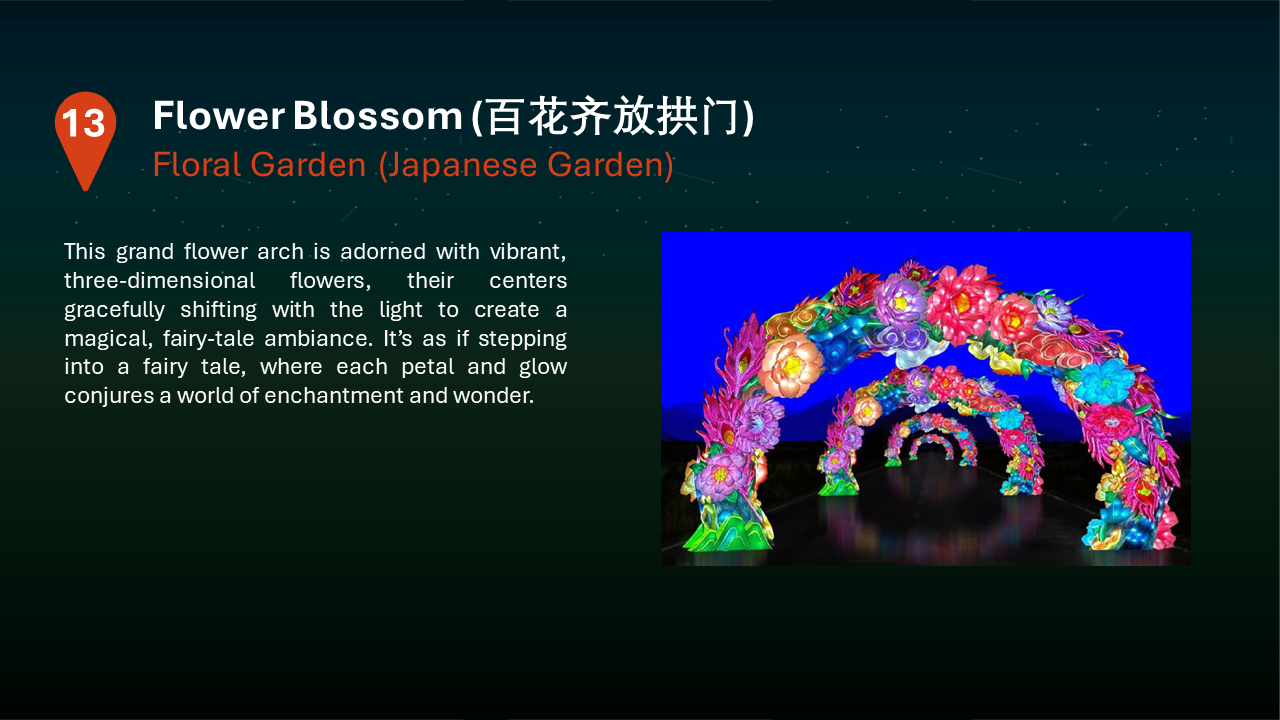 13
Flower Blossom (百花齐放拱门)
Floral Garden (Japanese Garden)
This grand flower arch is adorned with vibrant,
three-dimensional flowers, their centers
gracefully shifting with the light to create a
magical, fairy-tale ambiance. It’s as if stepping
into a fairy tale, where each petal and glow
conjures a world of enchantment and wonder.